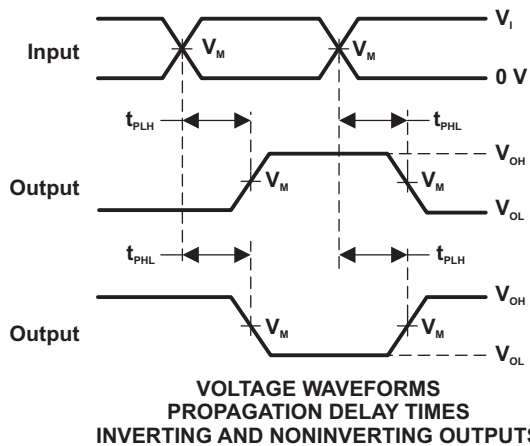 V_I
Input V_M V_M
0 V
t_PLH t_PHL
V_OH
Output V_M V_M
V_OL
t_PHL t_PLH
V_OH
Output V_M V_M
V_OL
VOLTAGE WAVEFORMS
PROPAGATION DELAY TIMES
INVERTING AND NONINVERTING OUTPUTS